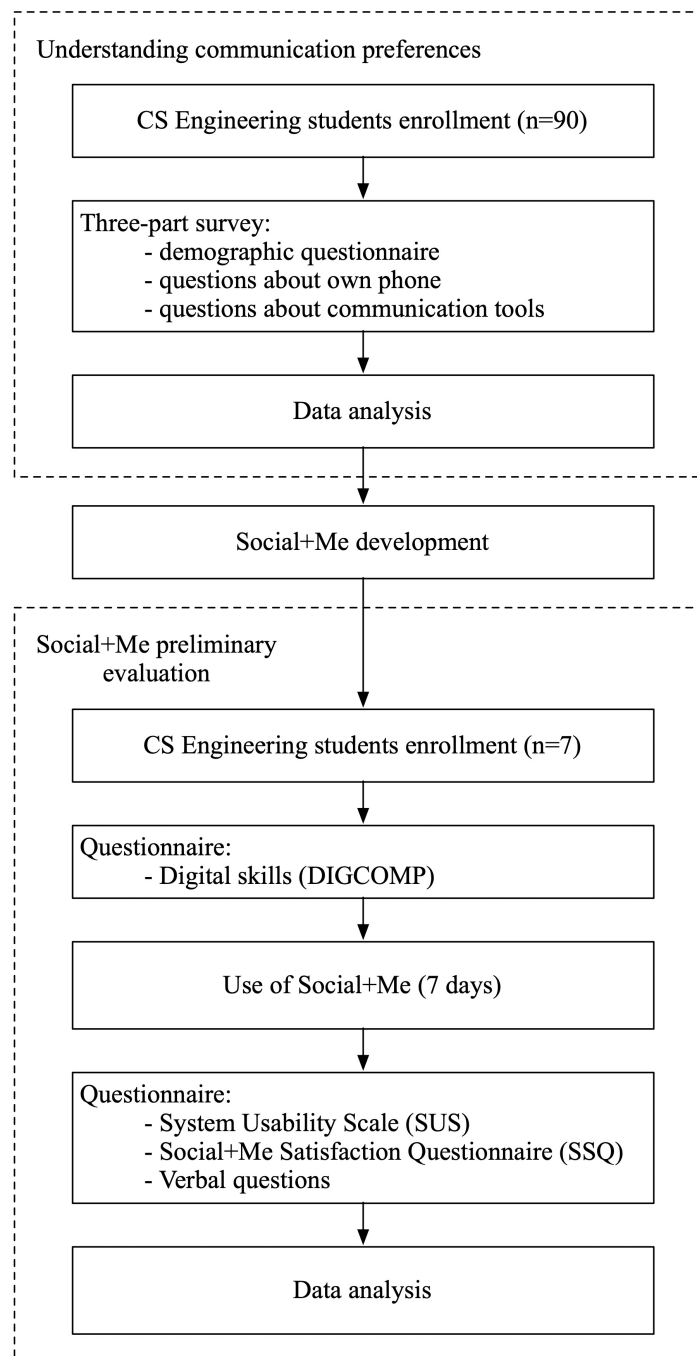 Understanding communication preferences
CS Engineering students enrollment (n=90)
Three-part survey:
- demographic questionnaire
- questions about own phone
- questions about communication tools
Data analysis
Social+Me development
Social+Me preliminary
evaluation
CS Engineering students enrollment (n=7)
Questionnaire:
- Digital skills (DIGCOMP)
Use of Social+Me (7 days)
Questionnaire:
- System Usability Scale (SUS)
- Social+Me Satisfaction Questionnaire (SSQ)
- Verbal questions
Data analysis